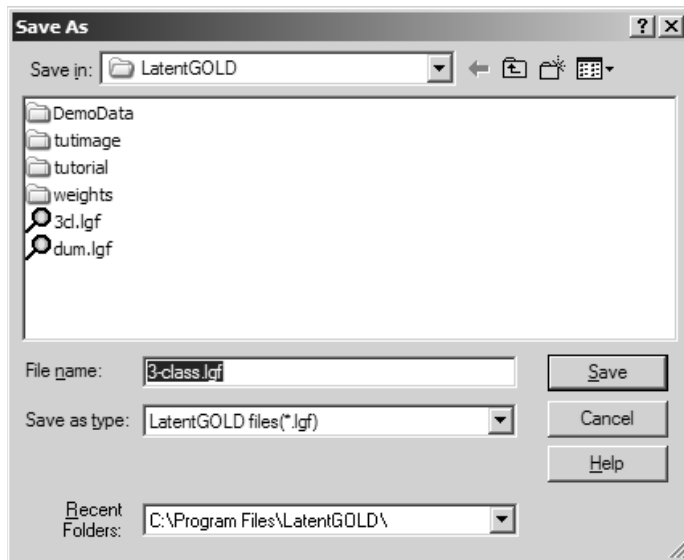 Save As
Save in: LatentGOLD
DemoData
tutimage
tutorial
weights
3cl.lgf
dum.lgf
File name: 3-class.lgf Save
Save as type: LatentGOLD files(*.lgf) Cancel
Help
Recent Folders: C:\Program Files\LatentGOLD\